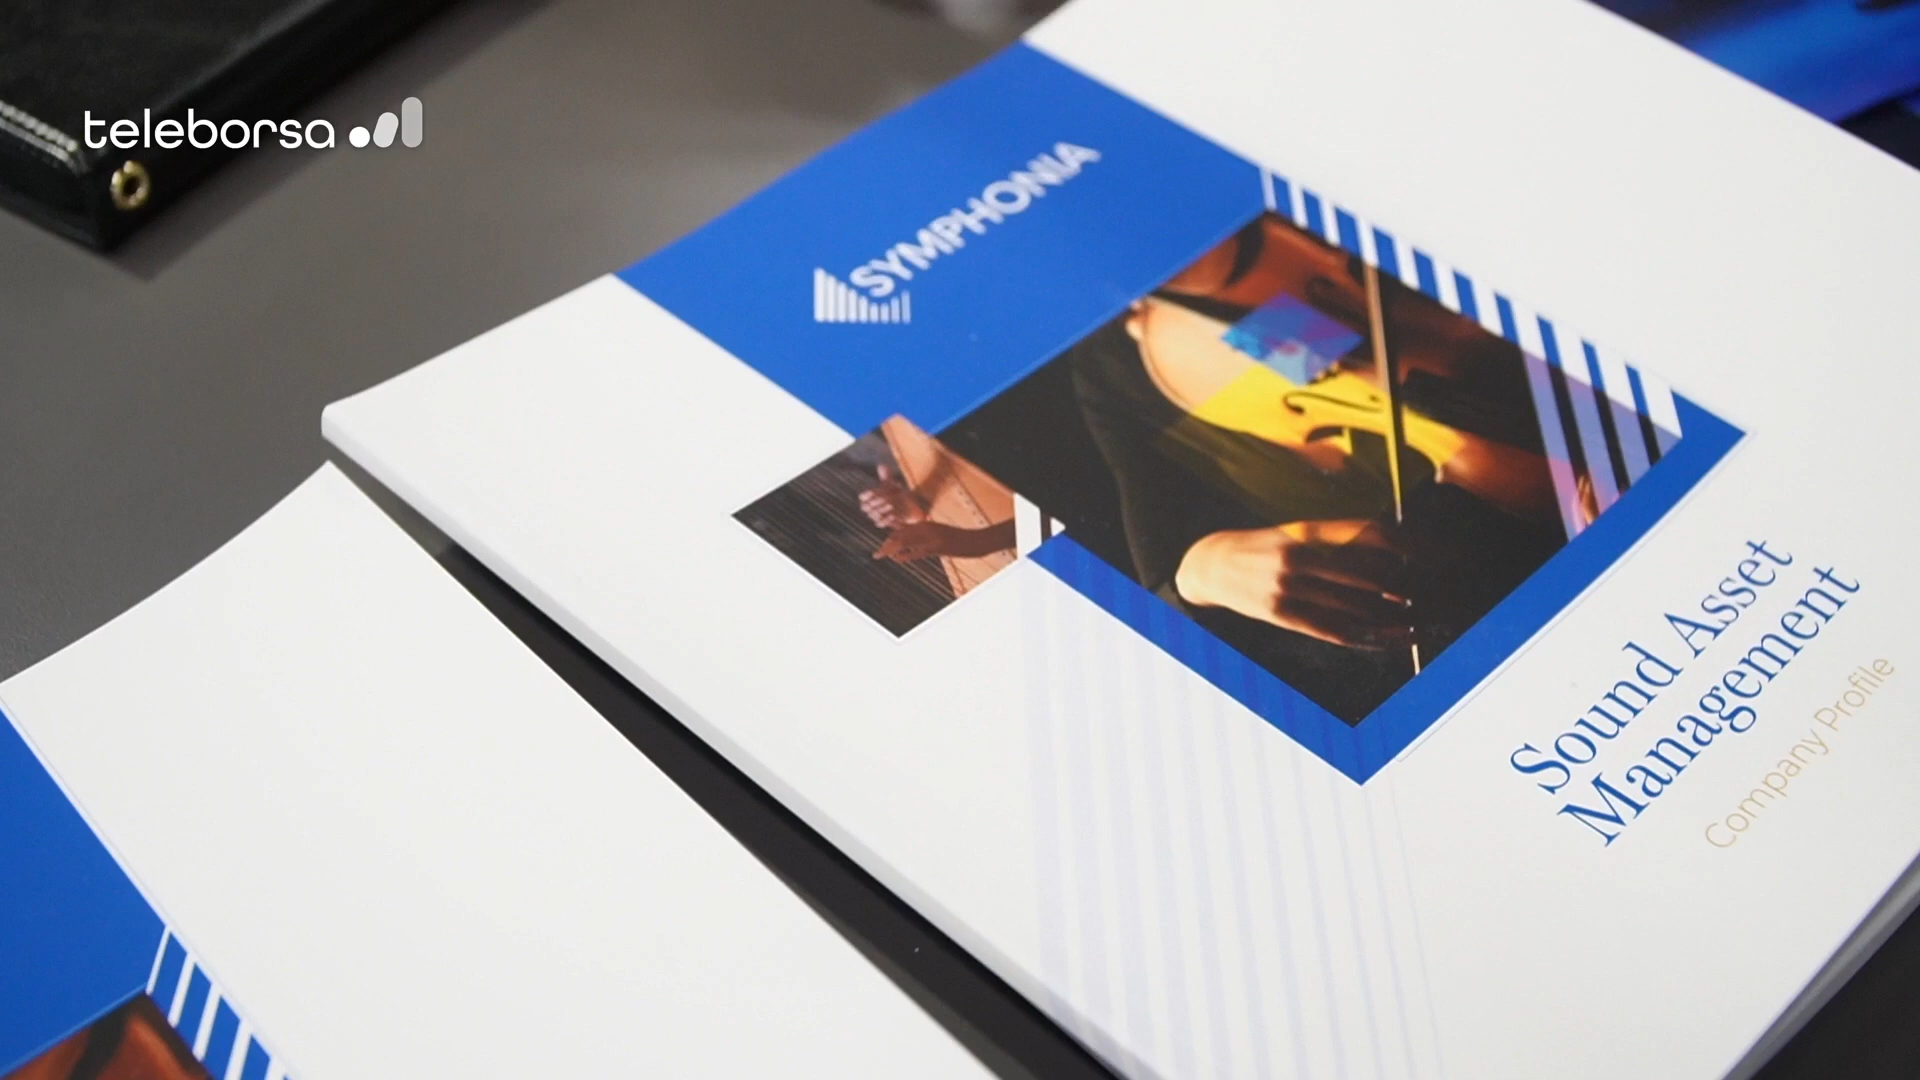 teleborsa
SYMPHONIA
Sound Asset
Management
Company Profile